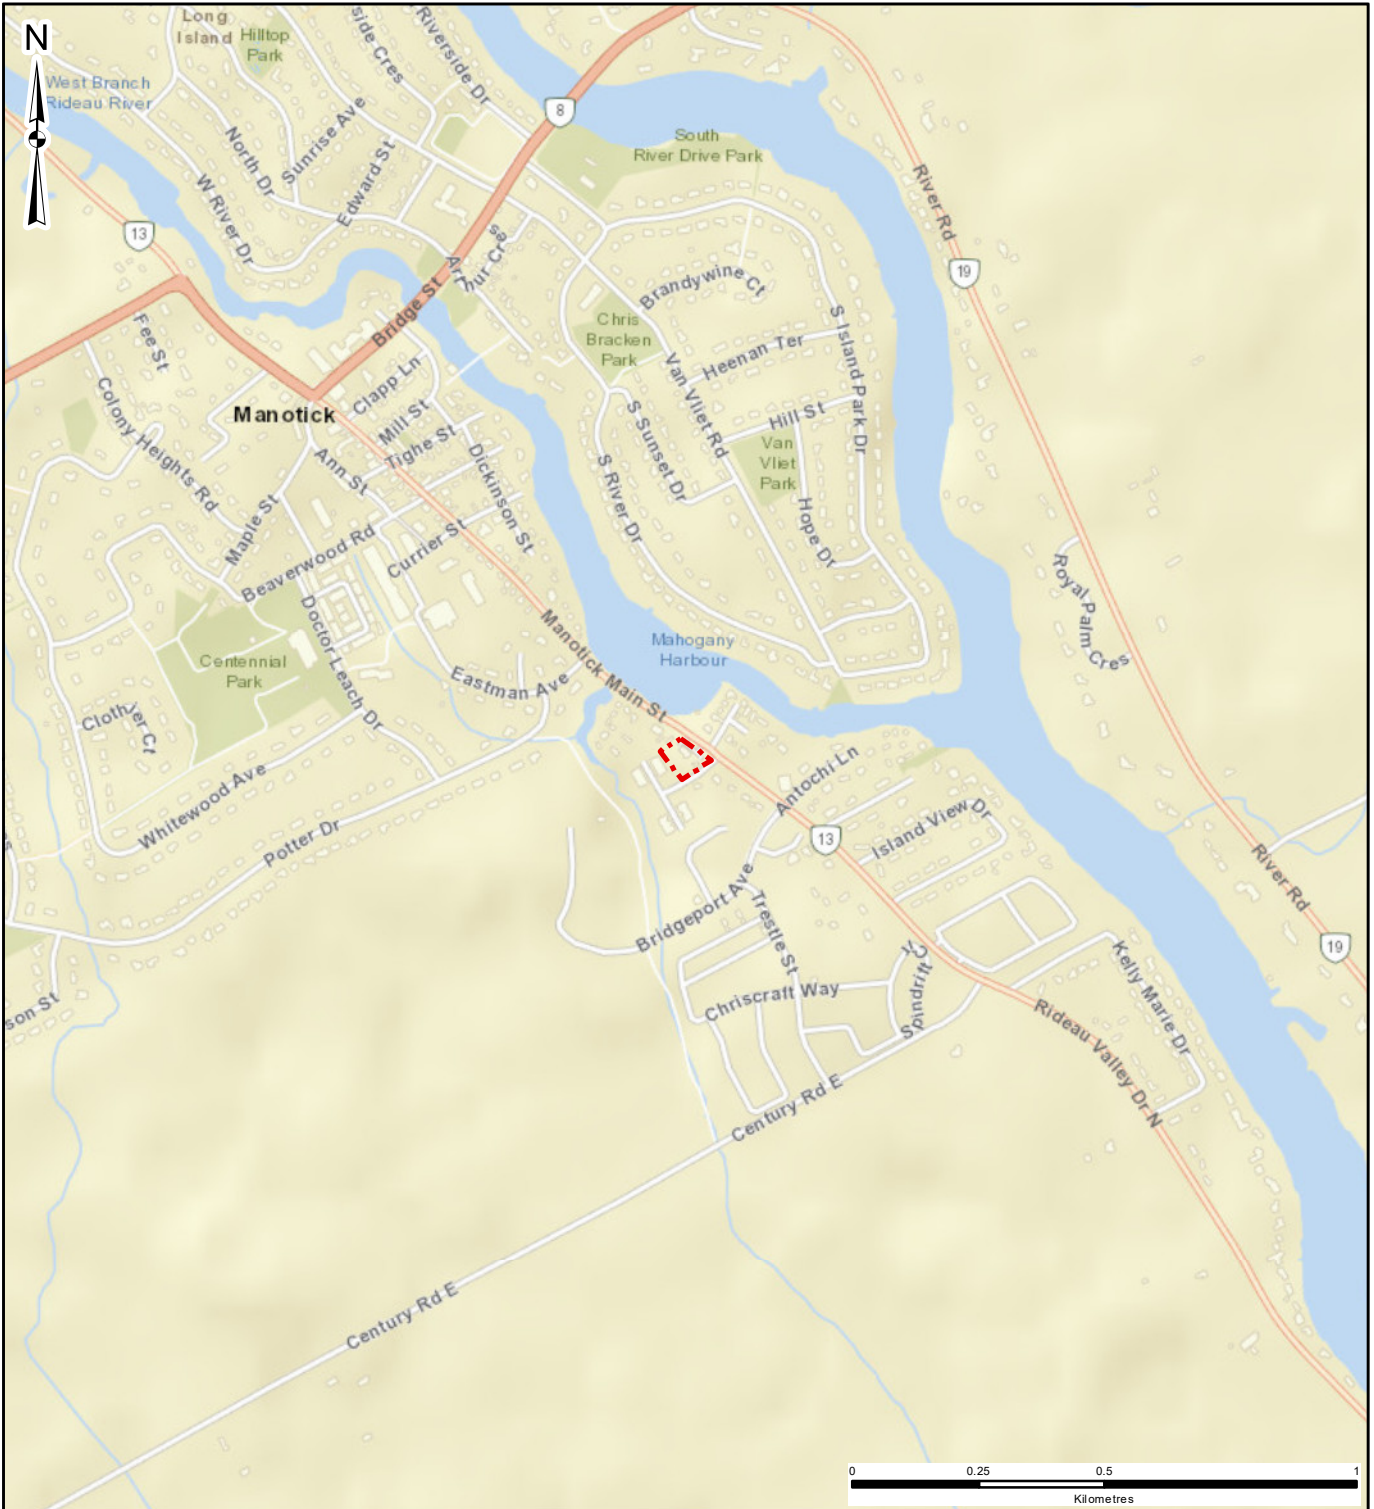 N
Long
Island
Hilltop
Park
side Cres
Riverside Dr
West Branch
Rideau River
8
South
River Drive Park
North Dr
Sunrise Ave
Edward St
W River Dr
13
River Rd
19
Arthur Cres
Brandywine Ct
Bridge St
Chris
Bracken
Park
S Island Park Dr
Fee St
Heenan Ter
Van Vliet Rd
Clapp Ln
Colony Heights Rd
Manotick
Mill St
Hill St
S Sunset Dr
Tighe St
Van
Vliet
Park
Ann St
Dickinson St
S River Dr
Maple St
Hope Dr
Beaverwood Rd
Currier St
Royal Palm Cres
Doctor Leach Dr
Manotick Main St
Mahogany
Harbour
Centennial
Park
Eastman Ave
Clothyer Ct
Antochi Ln
Whitewood Ave
Potter Dr
13
Island View Dr
River Rd
Bridgeport Ave
Trestle St
19
Kelly Marie Dr
Spindrift Ct
Chriscraft Way
son St
Rideau Valley Dr N
Century Rd E
Century Rd E
0 0.25 0.5 1
Kilometres